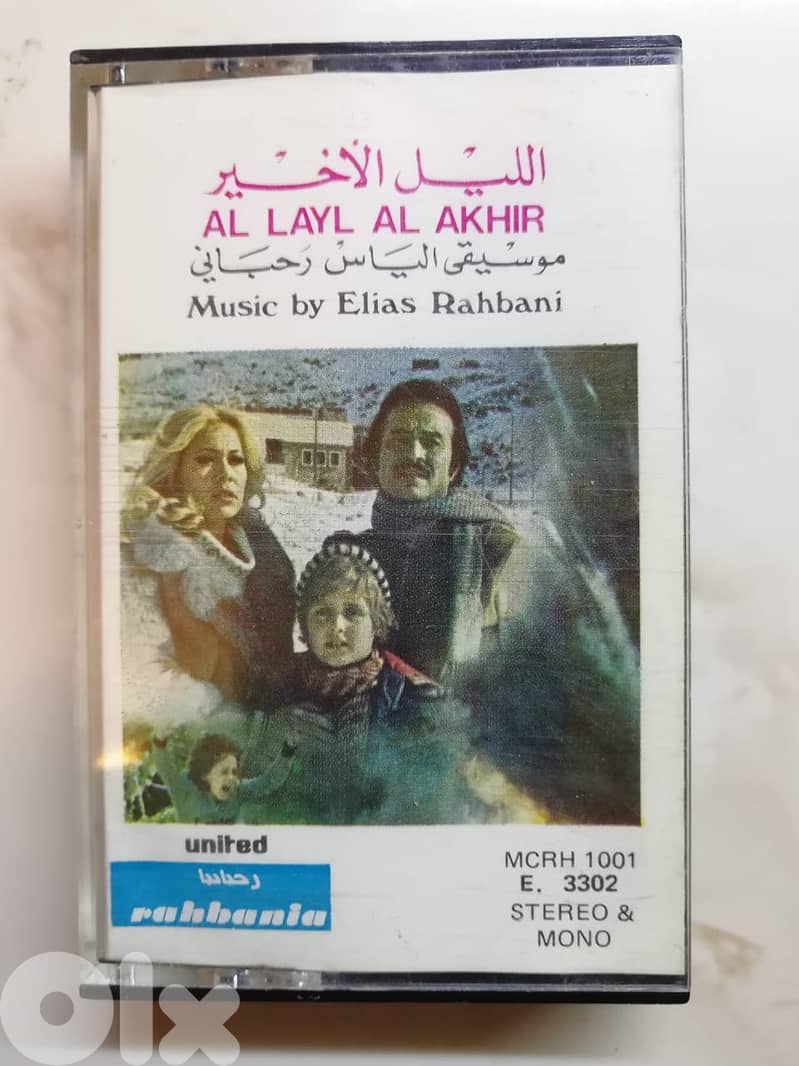 الليل الأخير
AL LAYL AL AKHIR
موسيقى الياس رحباني
Music by Elias Rahbani
united
رحبانيا
rahbania
MCRH 1001
E. 3302
STEREO &
MONO
olx